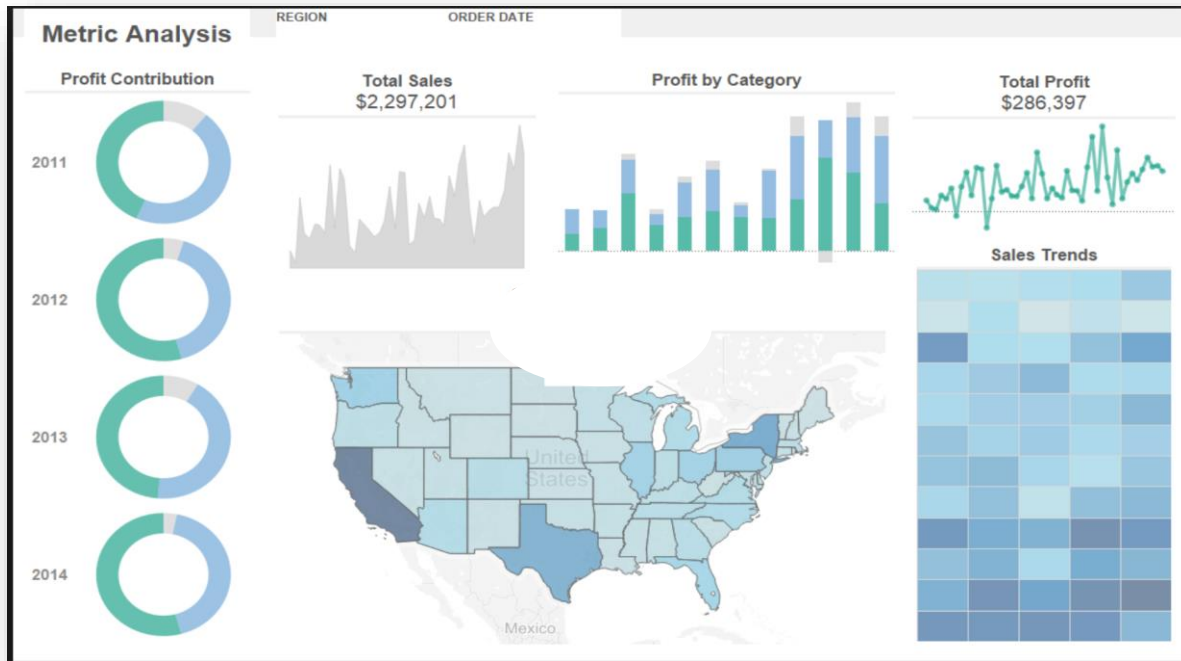 REGION
ORDER DATE
Metric Analysis
Profit Contribution
2011
2012
2013
2014
Total Sales
$2,297,201
Profit by Category
Total Profit
$286,397
Sales Trends
United
States
Mexico